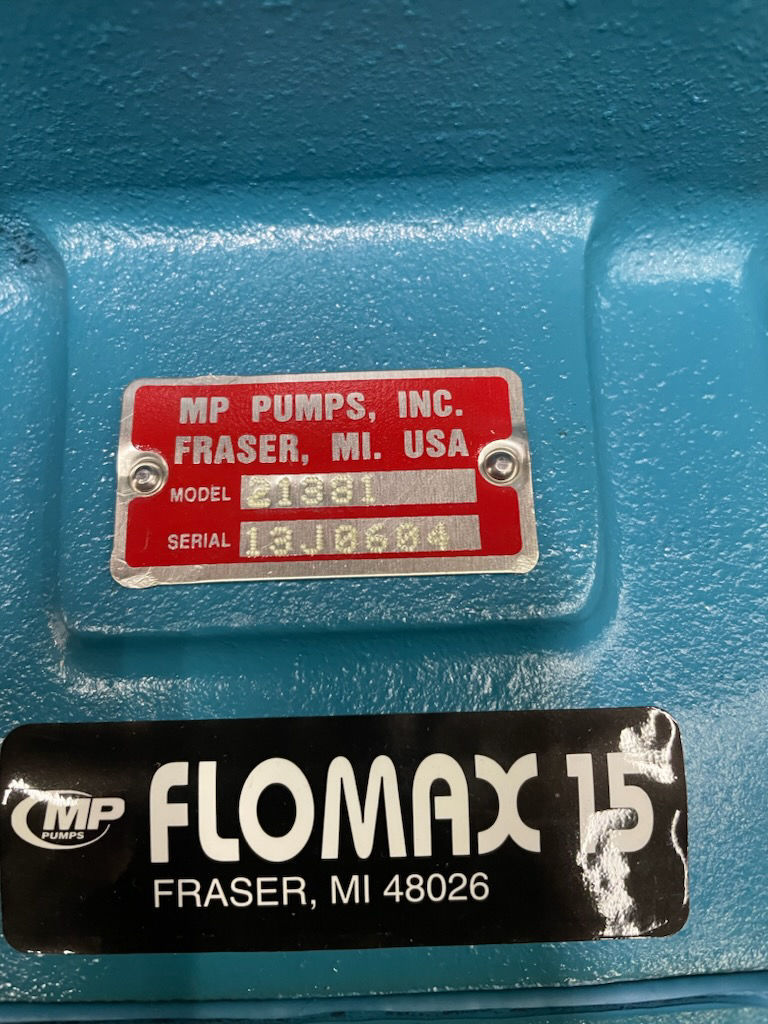 MP PUMPS, INC.
FRASER, MI. USA
MODEL 21381
SERIAL 13J0604
MP
PUMPS
FLOMAX 15
FRASER, MI 48026